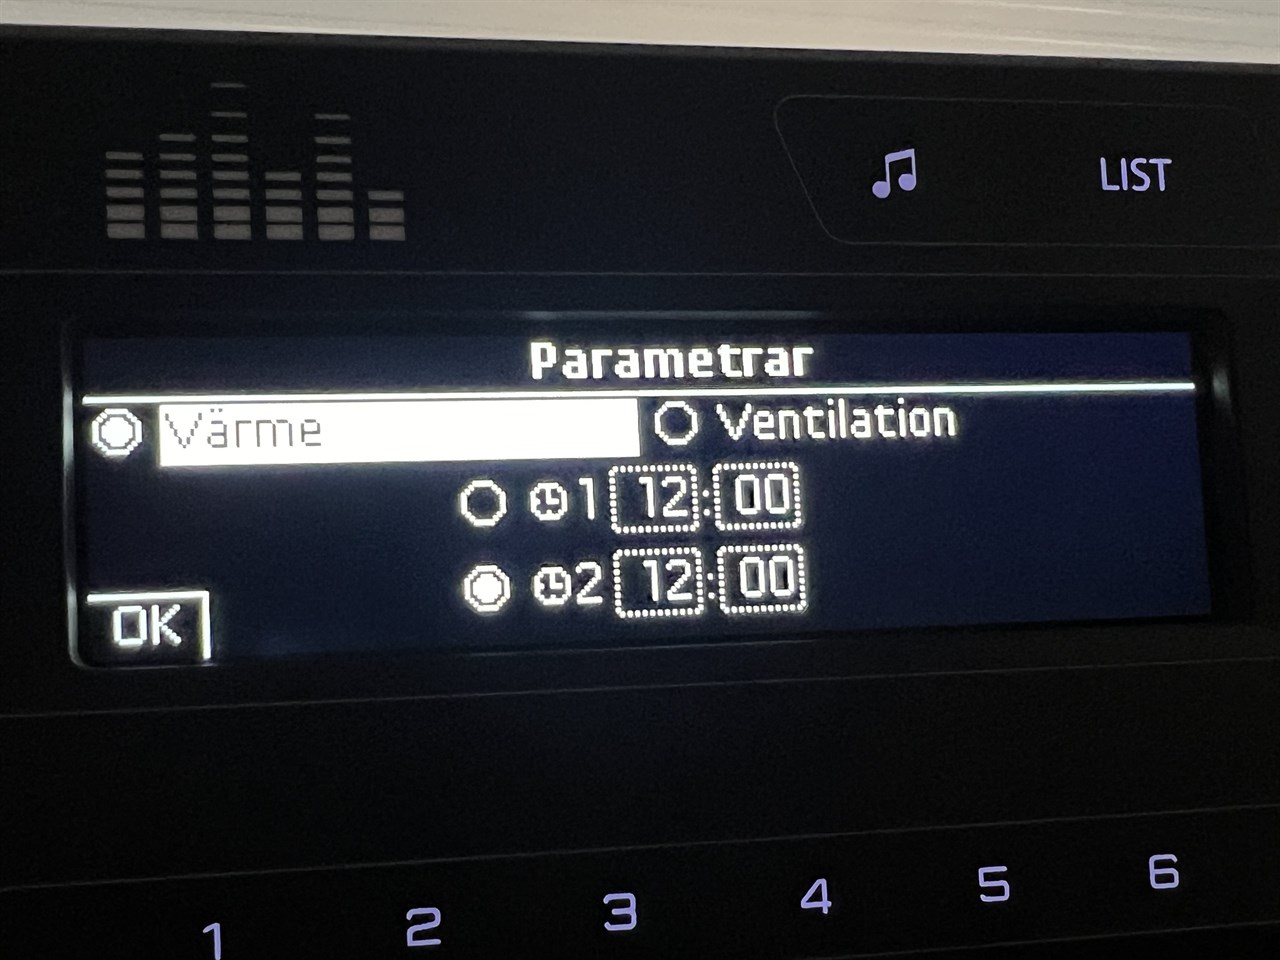 LIST
Parametrar
Värme Ventilation
1 12:00
2 12:00
OK
1 2 3 4 5 6